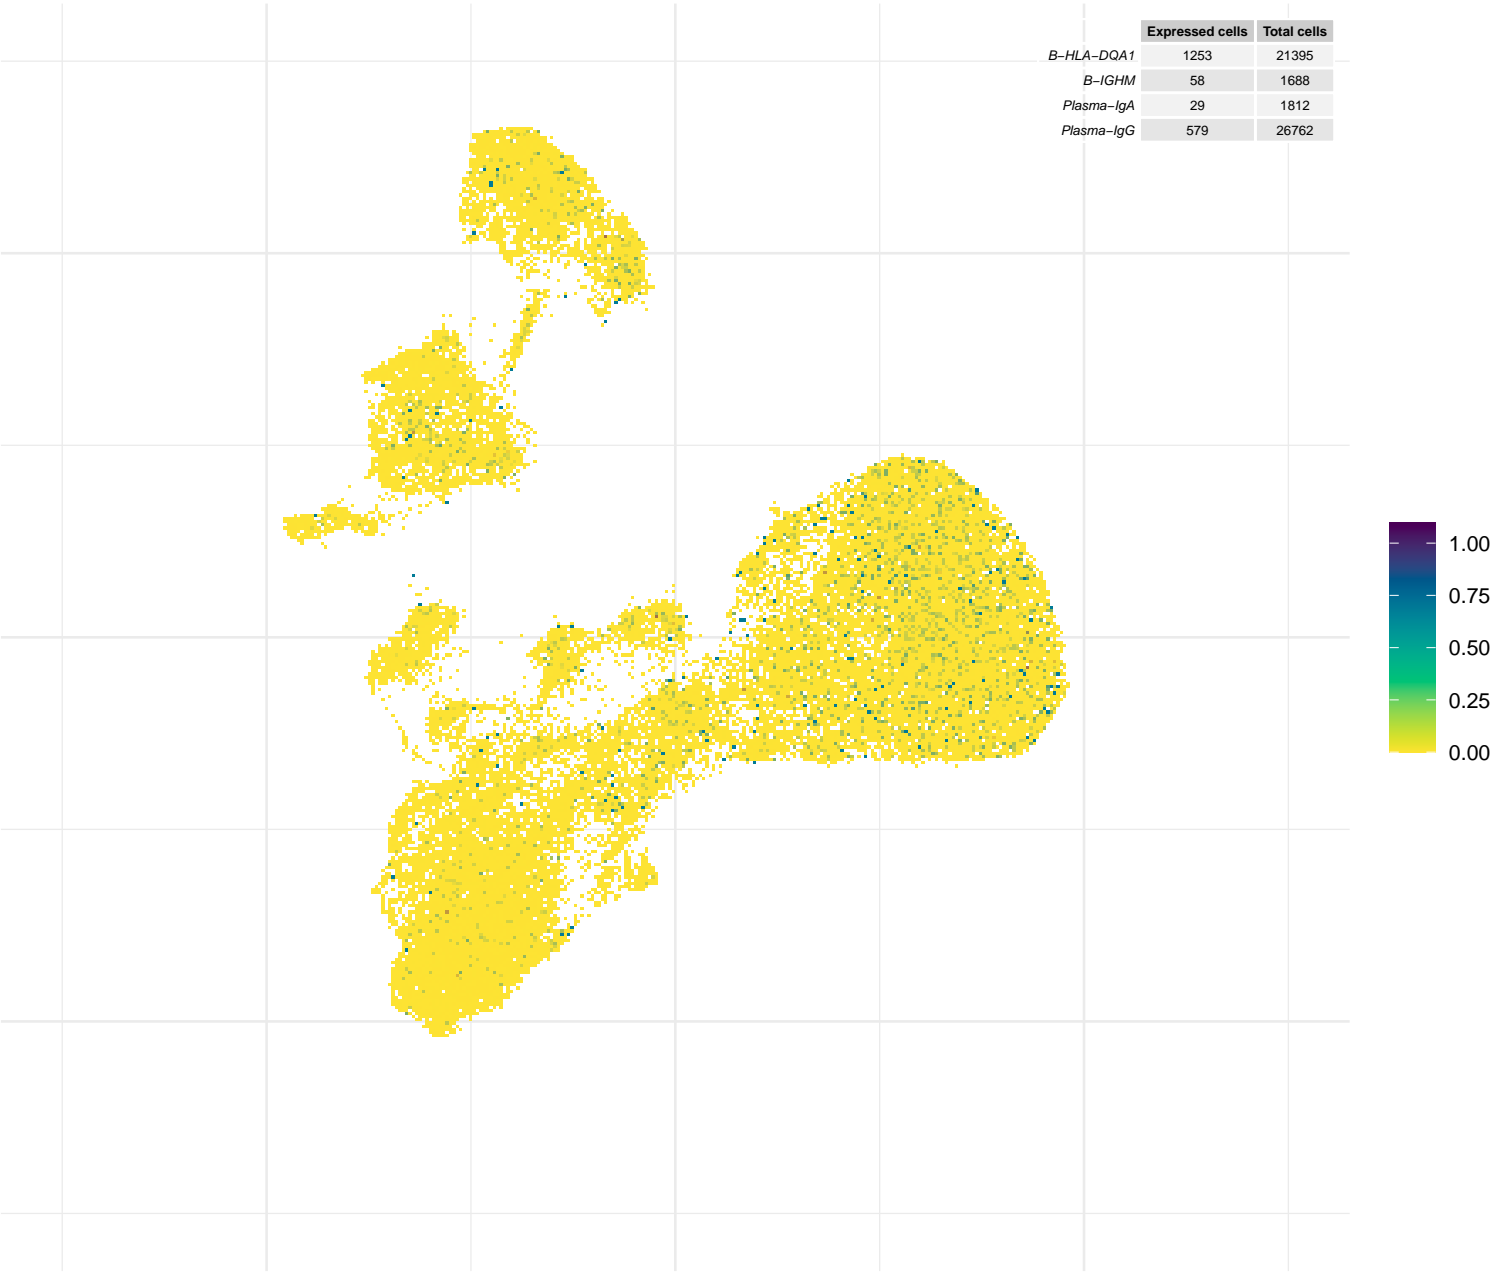 Expressed cells Total cells
B−HLA−DQA1 1253 21395
B−IGHM 58 1688
Plasma−IgA 29 1812
Plasma−IgG 579 26762
1.00
0.75
0.50
0.25
0.00